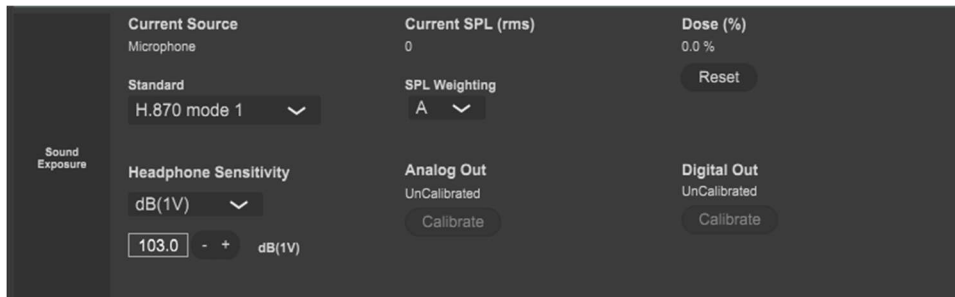 Sound
Exposure
Current Source
Microphone
Standard
H.870 mode 1
Headphone Sensitivity
dB(1V)
103.0 - + dB(1V)
Current SPL (rms)
0
SPL Weighting
A
Analog Out
UnCalibrated
Calibrate
Dose (%)
0.0 %
Reset
Digital Out
UnCalibrated
Calibrate